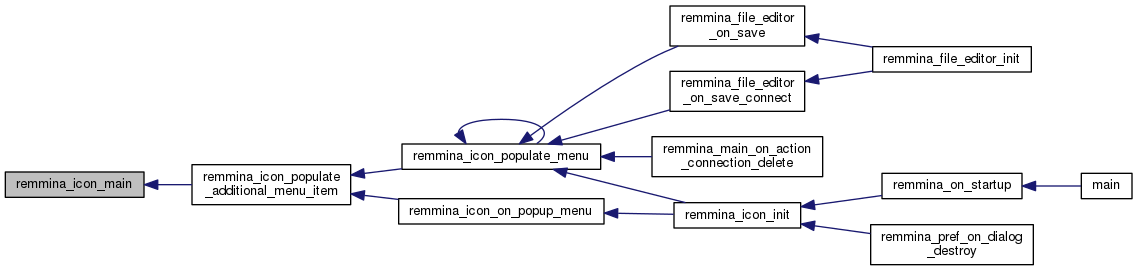 remmina_icon_main
remmina_icon_populate
_additional_menu_item
remmina_icon_populate_menu
remmina_icon_on_popup_menu
remmina_file_editor
_on_save
remmina_file_editor
_on_save_connect
remmina_main_on_action
_connection_delete
remmina_icon_init
remmina_file_editor_init
remmina_on_startup
remmina_pref_on_dialog
_destroy
main